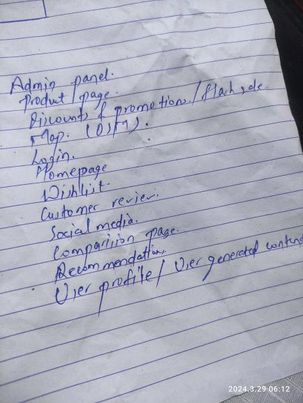 Admin panel.
Product page.
Discounts & promotions / flash sale
Map. (OSM).
Login.
Homepage
Wishlist.
Customer review.
Social media.
Comparision page.
Recommendation
User profile / User generated content
2024.3.29 06:12